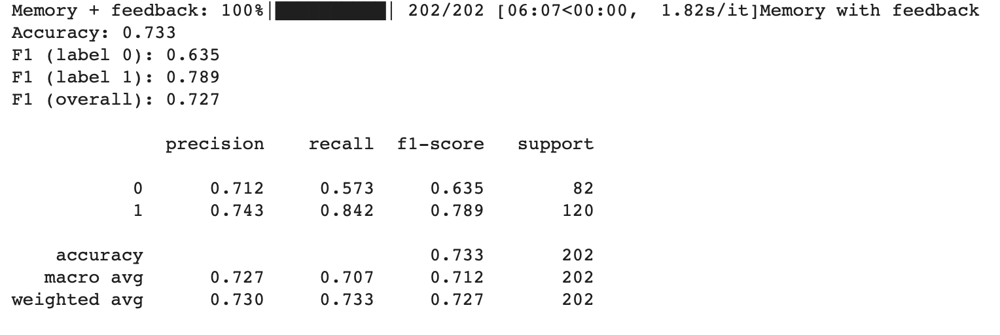 Memory + feedback: 100%|██████████| 202/202 [06:07<00:00,  1.82s/it]Memory with feedback
Accuracy: 0.733
F1 (label 0): 0.635
F1 (label 1): 0.789
F1 (overall): 0.727
              precision    recall  f1-score   support
           0      0.712     0.573     0.635        82
           1      0.743     0.842     0.789       120
    accuracy                          0.733       202
   macro avg      0.727     0.707     0.712       202
weighted avg      0.730     0.733     0.727       202